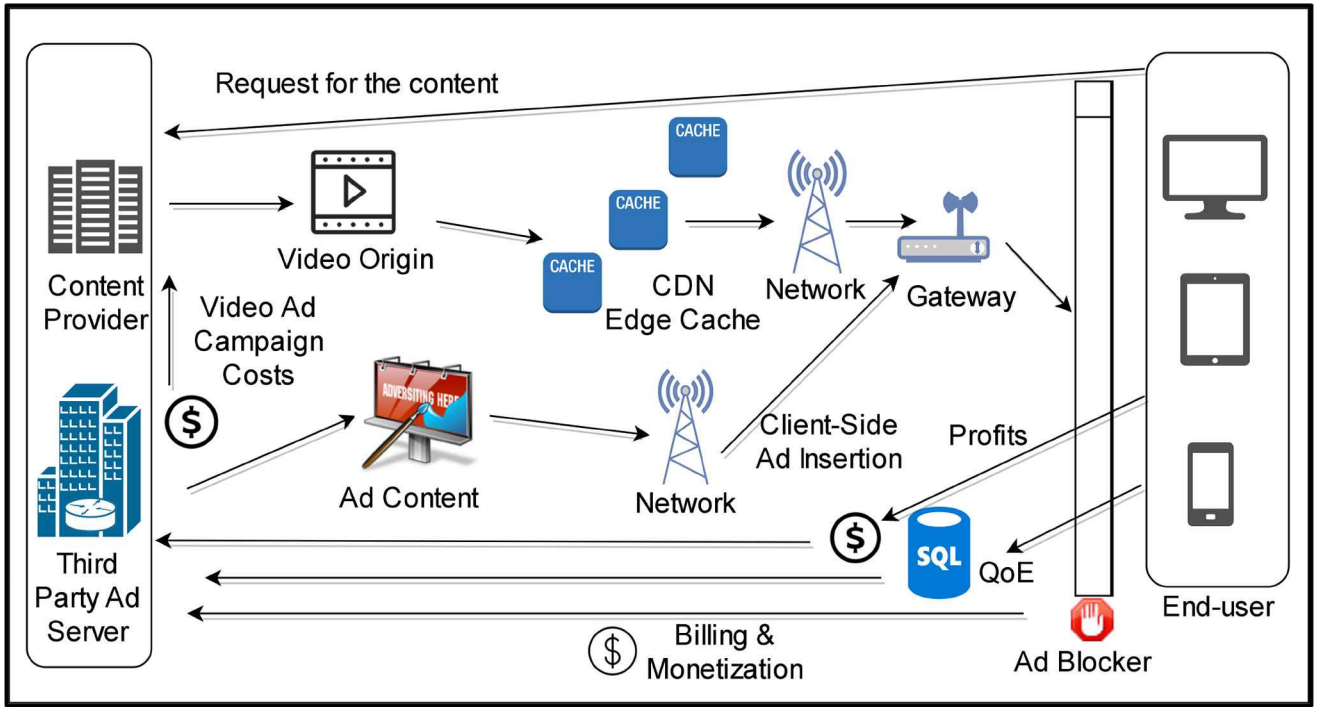 Request for the content
CACHE
CACHE
CACHE
Video Origin
CDN
Edge Cache
Network
Gateway
Content
Provider
Video Ad
Campaign
Costs
$
ADVERSITING HERE
Ad Content
Network
Client-Side
Ad Insertion
Profits
$
SQL
QoE
Third
Party Ad
Server
End-user
$
Billing &
Monetization
Ad Blocker